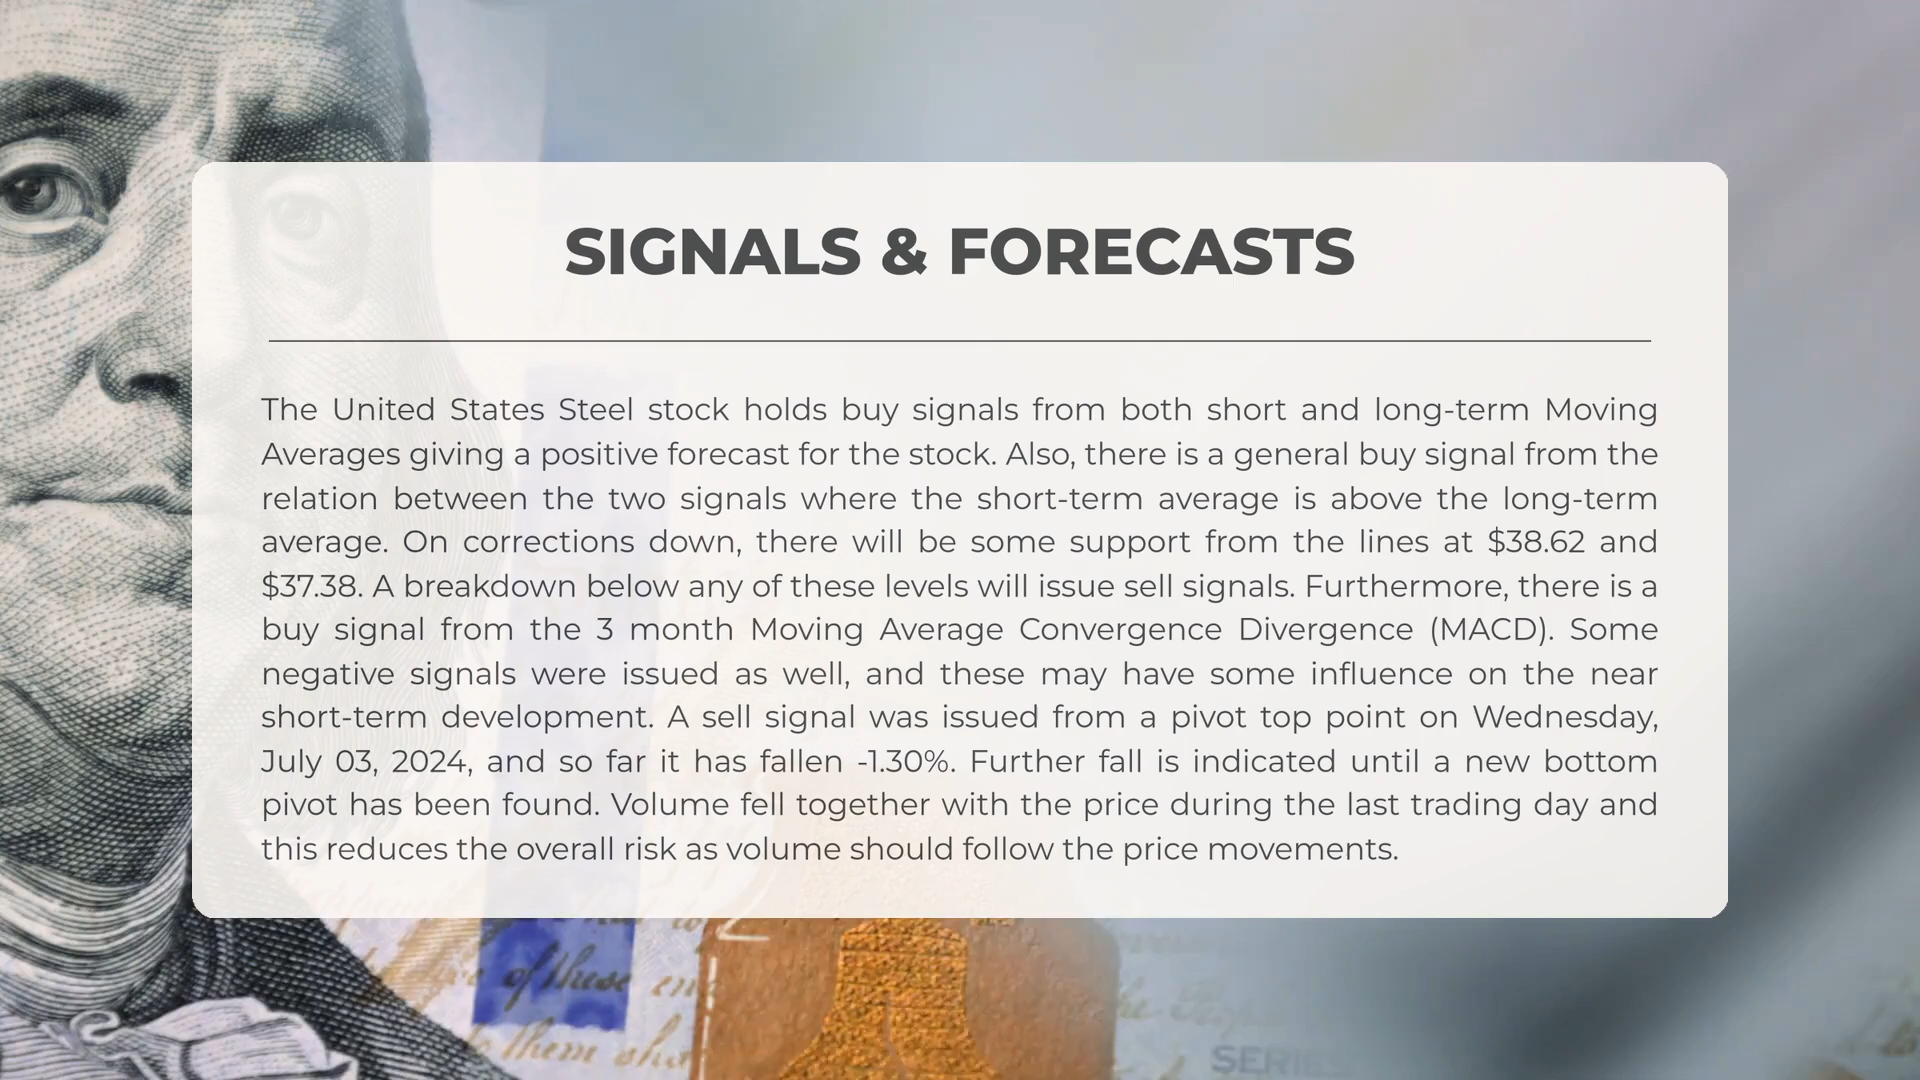 SIGNALS & FORECASTS
The United States Steel stock holds buy signals from both short and long-term Moving
Averages giving a positive forecast for the stock. Also, there is a general buy signal from the
relation between the two signals where the short-term average is above the long-term
average. On corrections down, there will be some support from the lines at $38.62 and
$37.38. A breakdown below any of these levels will issue sell signals. Furthermore, there is a
buy signal from the 3 month Moving Average Convergence Divergence (MACD). Some
negative signals were issued as well, and these may have some influence on the near
short-term development. A sell signal was issued from a pivot top point on Wednesday,
July 03, 2024, and so far it has fallen -1.30%. Further fall is indicated until a new bottom
pivot has been found. Volume fell together with the price during the last trading day and
this reduces the overall risk as volume should follow the price movements.
of these
them
SERIES